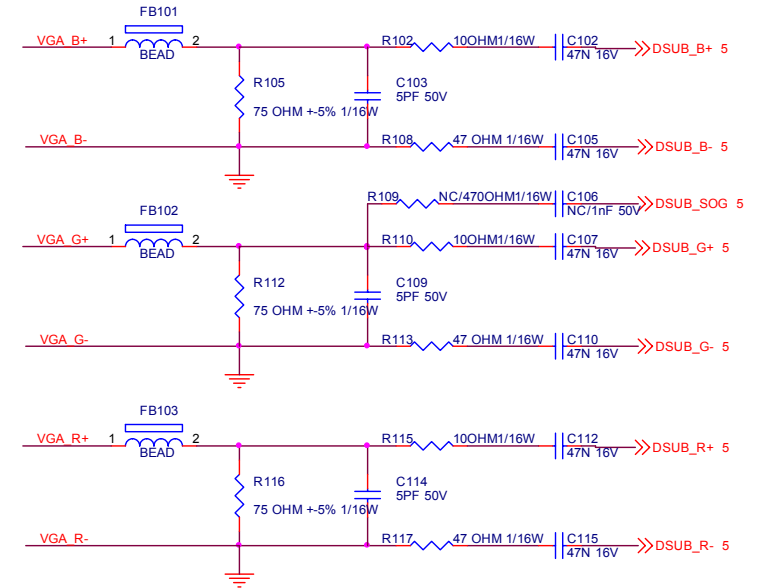 FB101
VGA_B+ 1 2 R102 10OHM1/16W C102 DSUB_B+ 5
BEAD 47N 16V
R105 C103
5PF 50V
75 OHM +-5% 1/16W
VGA_B- R108 47 OHM 1/16W C105 DSUB_B- 5
47N 16V
R109 NC/470OHM1/16W C106 DSUB_SOG 5
FB102 NC/1nF 50V
VGA_G+ 1 2 R110 10OHM1/16W C107 DSUB_G+ 5
BEAD 47N 16V
R112 C109
5PF 50V
75 OHM +-5% 1/16W
VGA_G- R113 47 OHM 1/16W C110 DSUB_G- 5
47N 16V
FB103
VGA_R+ 1 2 R115 10OHM1/16W C112 DSUB_R+ 5
BEAD 47N 16V
R116 C114
5PF 50V
75 OHM +-5% 1/16W
VGA_R- R117 47 OHM 1/16W C115 DSUB_R- 5
47N 16V